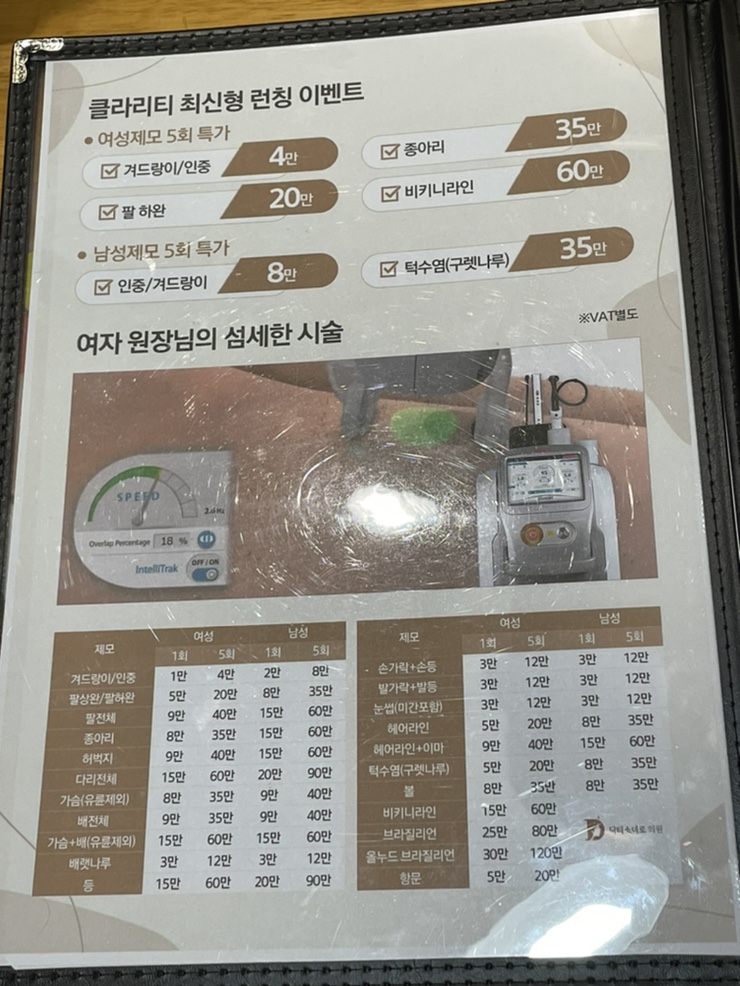 클라리티 최신형 런칭 이벤트
• 여성제모 5회 특가
겨드랑이/인중 4만
종아리 35만
팔 하완 20만
비키니라인 60만
• 남성제모 5회 특가
인중/겨드랑이 8만
턱수염(구렛나루) 35만
※VAT별도
여자 원장님의 섬세한 시술
SPEED
Overlap Percentage 18 %
OFF / ON
IntelliTrak
제모 여성 남성
1회 5회 1회 5회
겨드랑이/인중 1만 4만 2만 8만
팔상완/팔하완 5만 20만 8만 35만
팔전체 9만 40만 15만 60만
종아리 8만 35만 15만 60만
허벅지 9만 40만 15만 60만
다리전체 15만 60만 20만 90만
가슴(유륜제외) 8만 35만 9만 40만
배전체 9만 35만 9만 40만
가슴+배(유륜제외) 15만 60만 15만 60만
배랫나루 3만 12만 3만 12만
등 15만 60만 20만 90만
제모 여성 남성
1회 5회 1회 5회
손가락+손등 3만 12만 3만 12만
발가락+발등 3만 12만 3만 12만
눈썹(미간포함) 3만 12만 3만 12만
헤어라인 5만 20만 8만 35만
헤어라인+이마 9만 40만 15만 60만
턱수염(구렛나루) 5만 20만 8만 35만
볼 8만 35만 8만 35만
비키니라인 15만 60만
브라질리언 25만 80만
올누드 브라질리언 30만 120만
항문 5만 20만